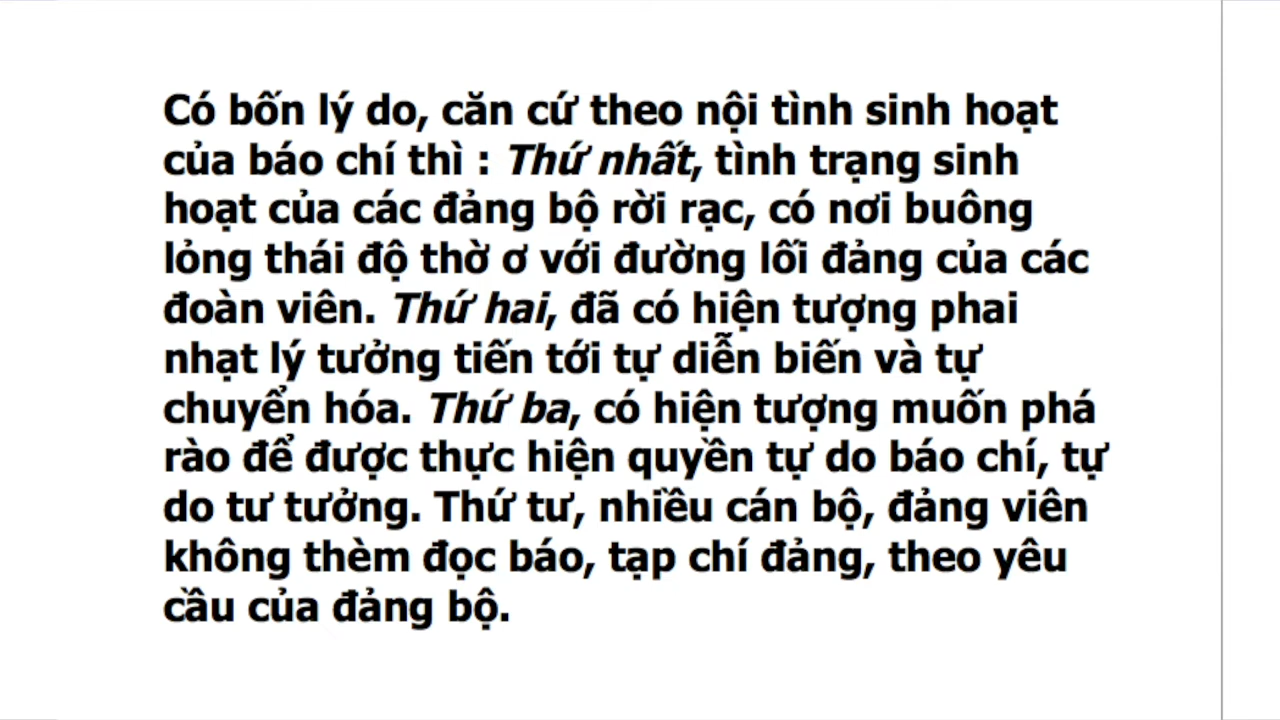 Có bốn lý do, căn cứ theo nội tình sinh hoạt
của báo chí thì : Thứ nhất, tình trạng sinh
hoạt của các đảng bộ rời rạc, có nơi buông
lỏng thái độ thờ ơ với đường lối đảng của các
đoàn viên. Thứ hai, đã có hiện tượng phai
nhạt lý tưởng tiến tới tự diễn biến và tự
chuyển hóa. Thứ ba, có hiện tượng muốn phá
rào để được thực hiện quyền tự do báo chí, tự
do tư tưởng. Thứ tư, nhiều cán bộ, đảng viên
không thèm đọc báo, tạp chí đảng, theo yêu
cầu của đảng bộ.